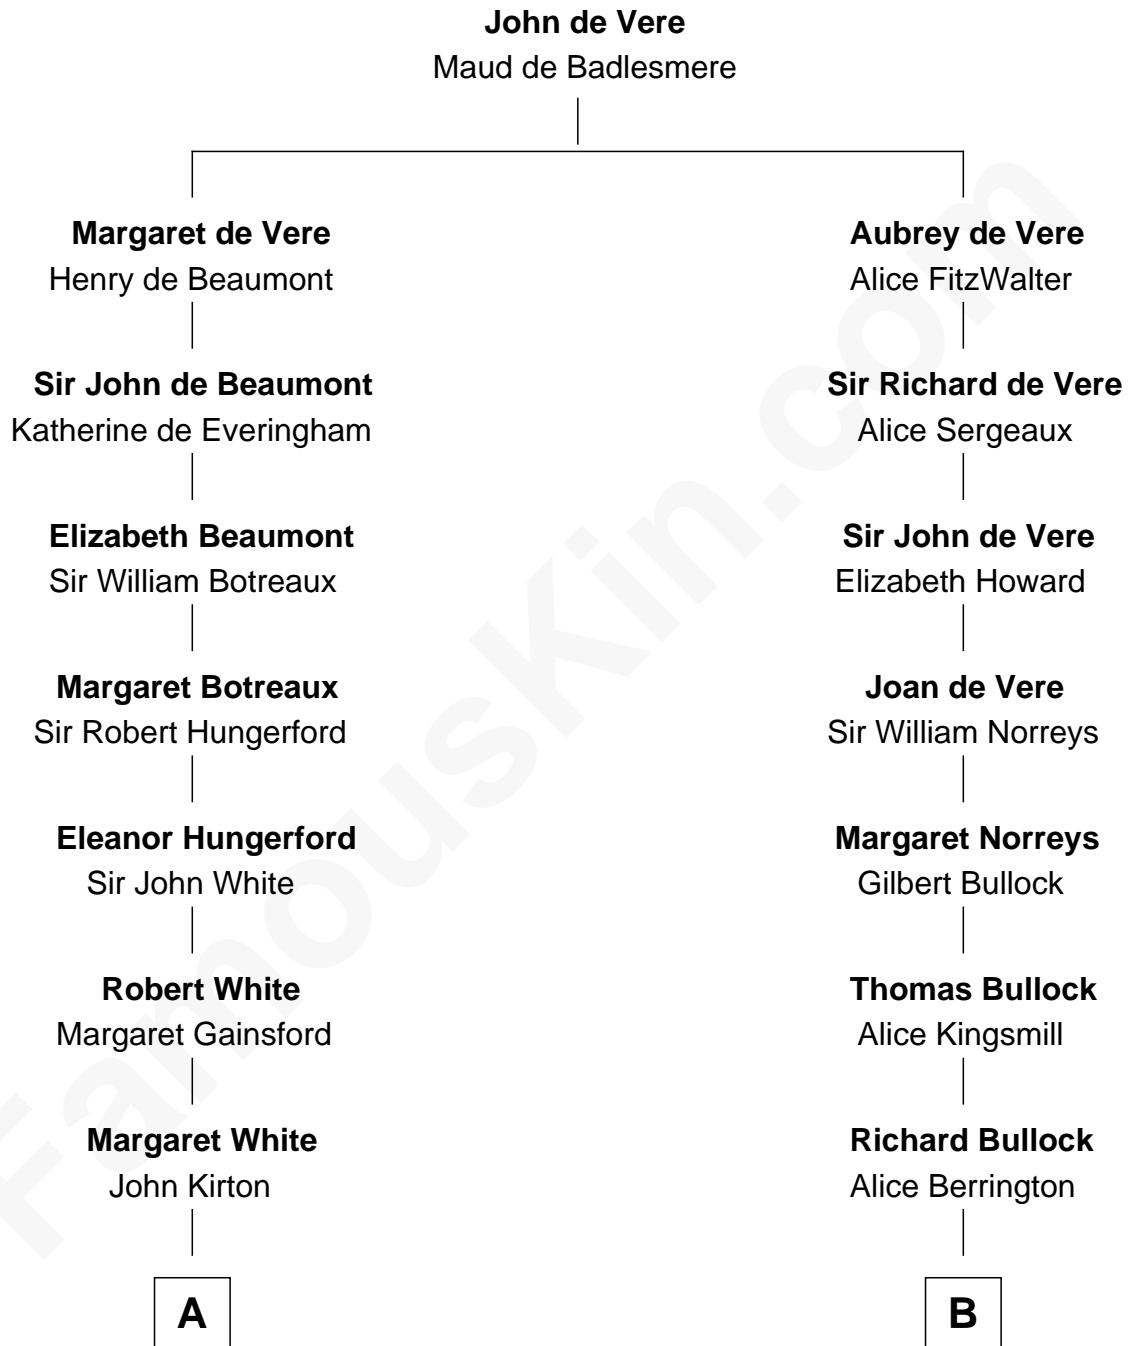 John de Vere
Maud de Badlesmere
Margaret de Vere
Henry de Beaumont
Aubrey de Vere
Alice FitzWalter
Sir John de Beaumont
Katherine de Everingham
Sir Richard de Vere
Alice Sergeaux
Elizabeth Beaumont
Sir William Botreaux
Sir John de Vere
Elizabeth Howard
Margaret Botreaux
Sir Robert Hungerford
Joan de Vere
Sir William Norreys
Eleanor Hungerford
Sir John White
Margaret Norreys
Gilbert Bullock
Robert White
Margaret Gainsford
Thomas Bullock
Alice Kingsmill
Margaret White
John Kirton
Richard Bullock
Alice Berrington
A
B
FamousKin.com